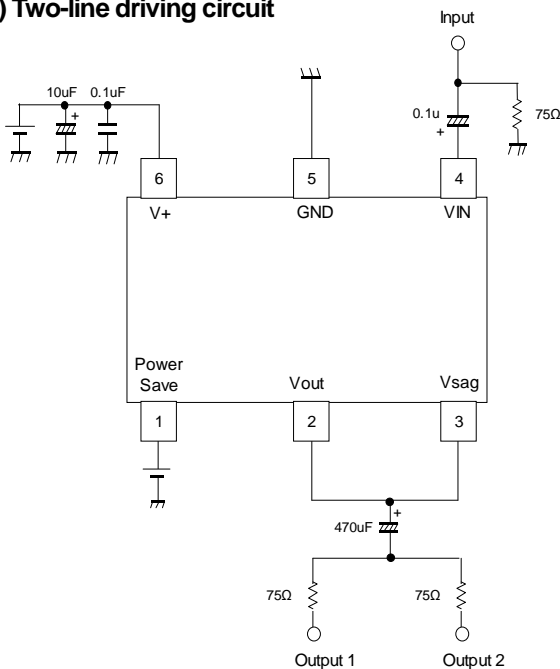 ) Two-line driving circuit
Input
10uF 0.1uF
+
0.1u
+
75Ω
6
5
4
V+
GND
VIN
Power
Save
Vout
Vsag
1
2
3
+
470uF
75Ω
75Ω
Output 1
Output 2